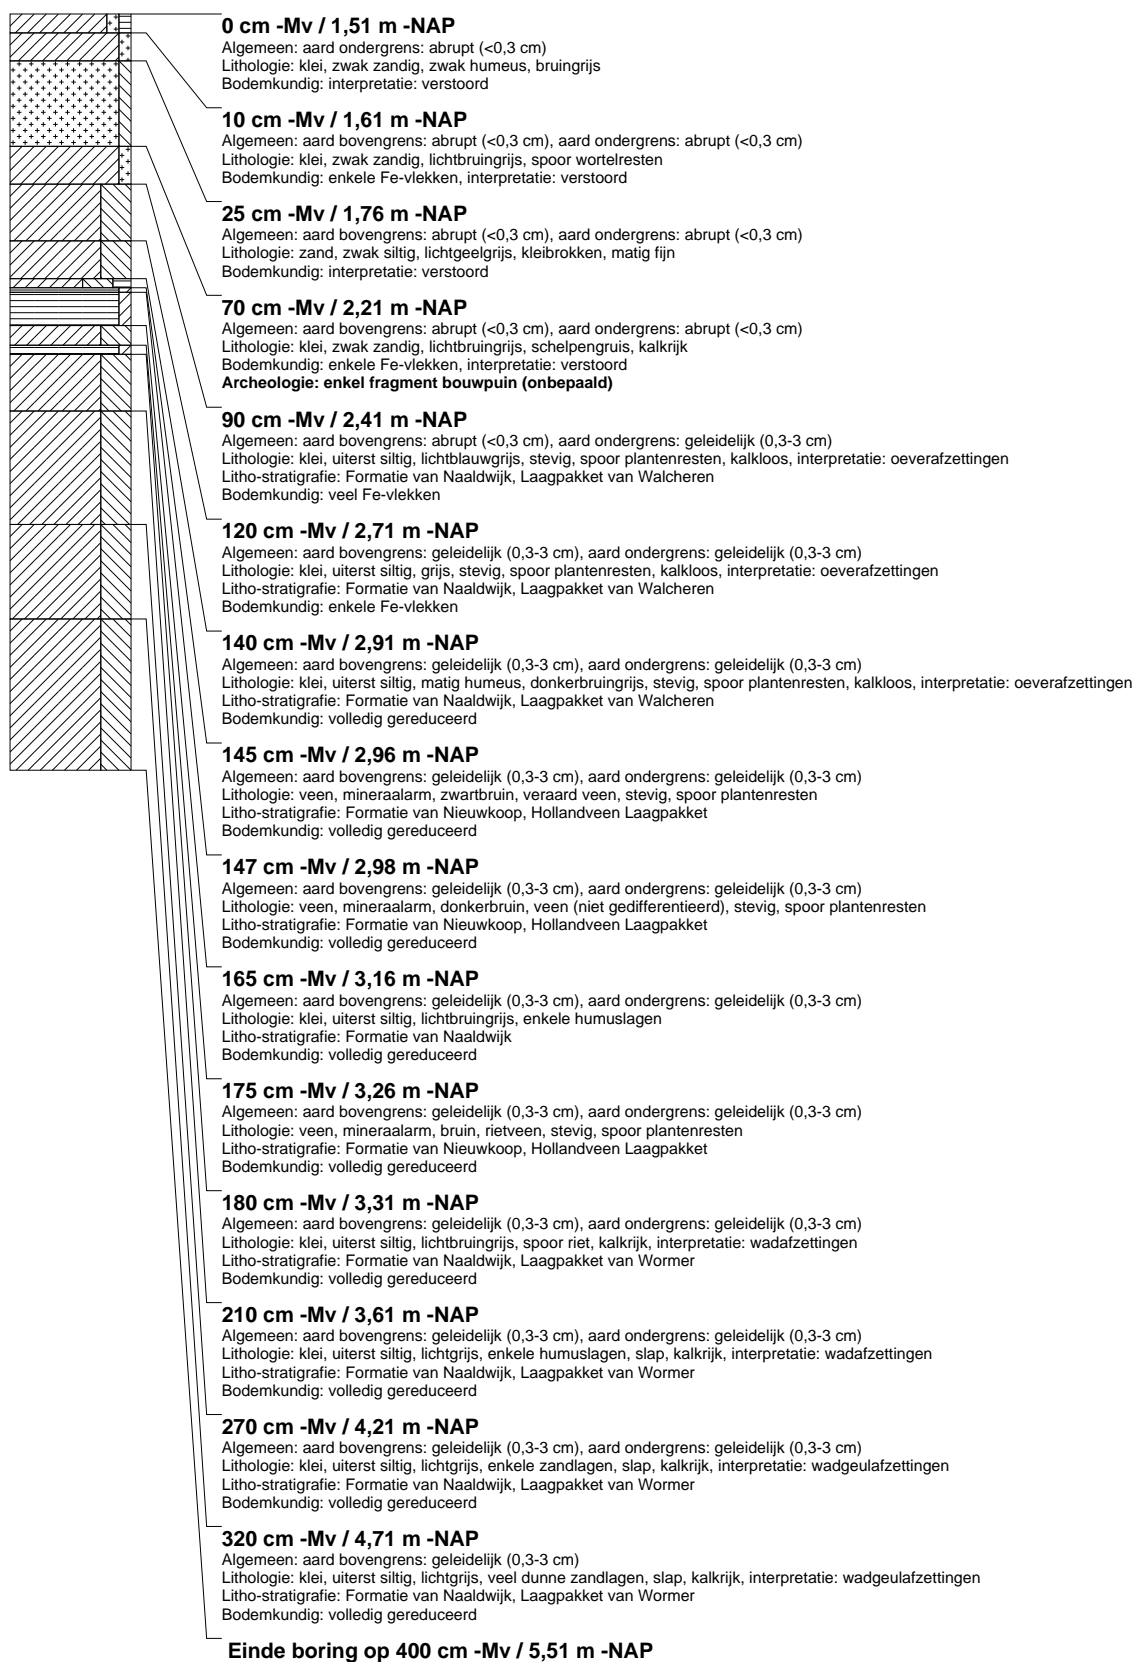 0 cm -Mv / 1,51 m -NAP
Algemeen: aard ondergrens: abrupt (<0,3 cm)
Lithologie: klei, zwak zandig, zwak humeus, bruingrijs
Bodemkundig: interpretatie: verstoord
10 cm -Mv / 1,61 m -NAP
Algemeen: aard bovengrens: abrupt (<0,3 cm), aard ondergrens: abrupt (<0,3 cm)
Lithologie: klei, zwak zandig, lichtbruingrijs, spoor wortelresten
Bodemkundig: enkele Fe-vlekken, interpretatie: verstoord
25 cm -Mv / 1,76 m -NAP
Algemeen: aard bovengrens: abrupt (<0,3 cm), aard ondergrens: abrupt (<0,3 cm)
Lithologie: zand, zwak siltig, lichtgeelgrijs, kleibrokken, matig fijn
Bodemkundig: interpretatie: verstoord
70 cm -Mv / 2,21 m -NAP
Algemeen: aard bovengrens: abrupt (<0,3 cm), aard ondergrens: abrupt (<0,3 cm)
Lithologie: klei, zwak zandig, lichtbruingrijs, schelpengruis, kalkrijk
Bodemkundig: enkele Fe-vlekken, interpretatie: verstoord
Archeologie: enkel fragment bouwpuin (onbepaald)
90 cm -Mv / 2,41 m -NAP
Algemeen: aard bovengrens: abrupt (<0,3 cm), aard ondergrens: geleidelijk (0,3-3 cm)
Lithologie: klei, uiterst siltig, lichtblauwgrijs, stevig, spoor plantenresten, kalkloos, interpretatie: oeverafzettingen
Litho-stratigrafie: Formatie van Naaldwijk, Laagpakket van Walcheren
Bodemkundig: veel Fe-vlekken
120 cm -Mv / 2,71 m -NAP
Algemeen: aard bovengrens: geleidelijk (0,3-3 cm), aard ondergrens: geleidelijk (0,3-3 cm)
Lithologie: klei, uiterst siltig, grijs, stevig, spoor plantenresten, kalkloos, interpretatie: oeverafzettingen
Litho-stratigrafie: Formatie van Naaldwijk, Laagpakket van Walcheren
Bodemkundig: enkele Fe-vlekken
140 cm -Mv / 2,91 m -NAP
Algemeen: aard bovengrens: geleidelijk (0,3-3 cm), aard ondergrens: geleidelijk (0,3-3 cm)
Lithologie: klei, uiterst siltig, matig humeus, donkerbruingrijs, stevig, spoor plantenresten, kalkloos, interpretatie: oeverafzettingen
Litho-stratigrafie: Formatie van Naaldwijk, Laagpakket van Walcheren
Bodemkundig: volledig gereduceerd
145 cm -Mv / 2,96 m -NAP
Algemeen: aard bovengrens: geleidelijk (0,3-3 cm), aard ondergrens: geleidelijk (0,3-3 cm)
Lithologie: veen, mineraalarm, zwartbruin, veraard veen, stevig, spoor plantenresten
Litho-stratigrafie: Formatie van Nieuwkoop, Hollandveen Laagpakket
Bodemkundig: volledig gereduceerd
147 cm -Mv / 2,98 m -NAP
Algemeen: aard bovengrens: geleidelijk (0,3-3 cm), aard ondergrens: geleidelijk (0,3-3 cm)
Lithologie: veen, mineraalarm, donkerbruin, veen (niet gedifferentieerd), stevig, spoor plantenresten
Litho-stratigrafie: Formatie van Nieuwkoop, Hollandveen Laagpakket
Bodemkundig: volledig gereduceerd
165 cm -Mv / 3,16 m -NAP
Algemeen: aard bovengrens: geleidelijk (0,3-3 cm), aard ondergrens: geleidelijk (0,3-3 cm)
Lithologie: klei, uiterst siltig, lichtbruingrijs, enkele humuslagen
Litho-stratigrafie: Formatie van Naaldwijk
Bodemkundig: volledig gereduceerd
175 cm -Mv / 3,26 m -NAP
Algemeen: aard bovengrens: geleidelijk (0,3-3 cm), aard ondergrens: geleidelijk (0,3-3 cm)
Lithologie: veen, mineraalarm, bruin, rietveen, stevig, spoor plantenresten
Litho-stratigrafie: Formatie van Nieuwkoop, Hollandveen Laagpakket
Bodemkundig: volledig gereduceerd
180 cm -Mv / 3,31 m -NAP
Algemeen: aard bovengrens: geleidelijk (0,3-3 cm), aard ondergrens: geleidelijk (0,3-3 cm)
Lithologie: klei, uiterst siltig, lichtbruingrijs, spoor riet, kalkrijk, interpretatie: wadafzettingen
Litho-stratigrafie: Formatie van Naaldwijk, Laagpakket van Wormer
Bodemkundig: volledig gereduceerd
210 cm -Mv / 3,61 m -NAP
Algemeen: aard bovengrens: geleidelijk (0,3-3 cm), aard ondergrens: geleidelijk (0,3-3 cm)
Lithologie: klei, uiterst siltig, lichtgrijs, enkele humuslagen, slap, kalkrijk, interpretatie: wadafzettingen
Litho-stratigrafie: Formatie van Naaldwijk, Laagpakket van Wormer
Bodemkundig: volledig gereduceerd
270 cm -Mv / 4,21 m -NAP
Algemeen: aard bovengrens: geleidelijk (0,3-3 cm), aard ondergrens: geleidelijk (0,3-3 cm)
Lithologie: klei, uiterst siltig, lichtgrijs, enkele zandlagen, slap, kalkrijk, interpretatie: wadgeulafzettingen
Litho-stratigrafie: Formatie van Naaldwijk, Laagpakket van Wormer
Bodemkundig: volledig gereduceerd
320 cm -Mv / 4,71 m -NAP
Algemeen: aard bovengrens: geleidelijk (0,3-3 cm)
Lithologie: klei, uiterst siltig, lichtgrijs, veel dunne zandlagen, slap, kalkrijk, interpretatie: wadgeulafzettingen
Litho-stratigrafie: Formatie van Naaldwijk, Laagpakket van Wormer
Bodemkundig: volledig gereduceerd
Einde boring op 400 cm -Mv / 5,51 m -NAP